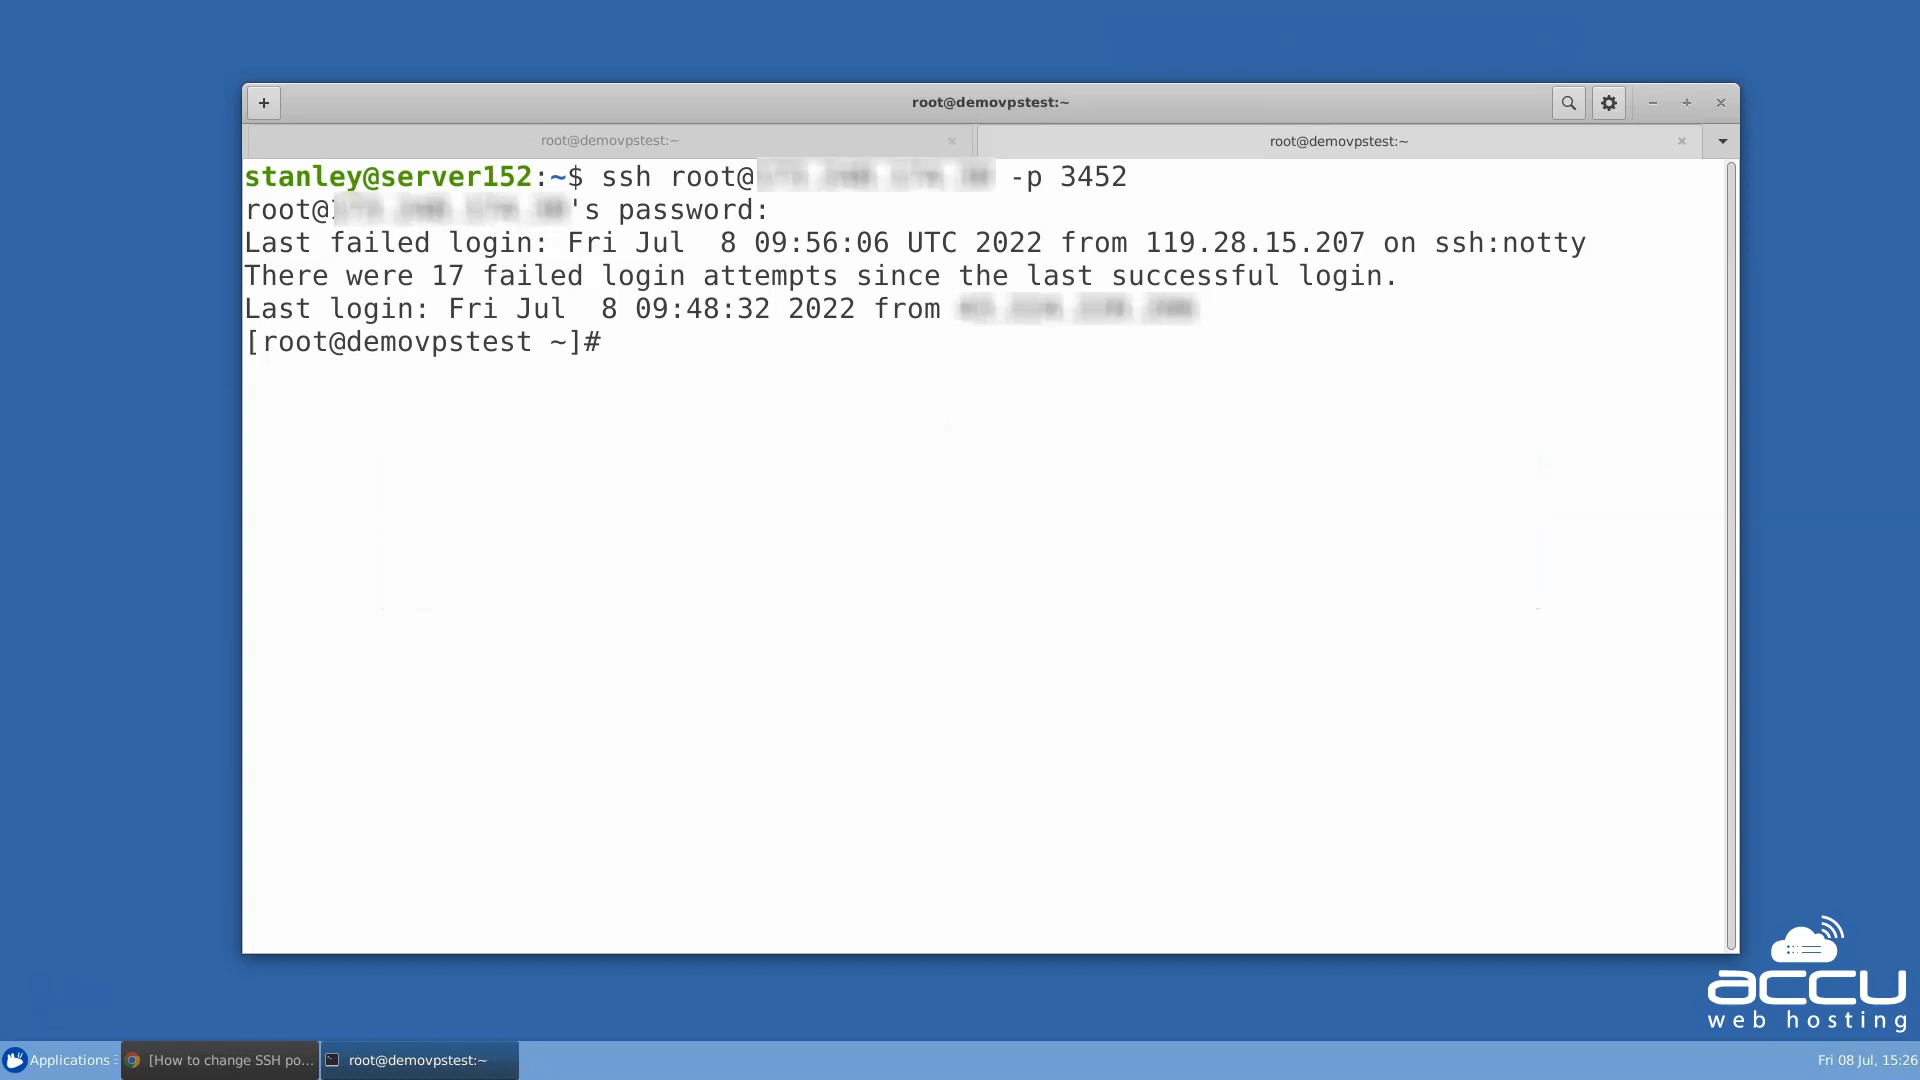 root@demovpstest:~
root@demovpstest:~
root@demovpstest:~
stanley@server152:~$ ssh root@ -p 3452
root@'s password:
Last failed login: Fri Jul  8 09:56:06 UTC 2022 from 119.28.15.207 on ssh:notty
There were 17 failed login attempts since the last successful login.
Last login: Fri Jul  8 09:48:32 2022 from
[root@demovpstest ~]#
accu
web hosting
Applications
[How to change SSH po...
root@demovpstest:~
Fri 08 Jul, 15:26